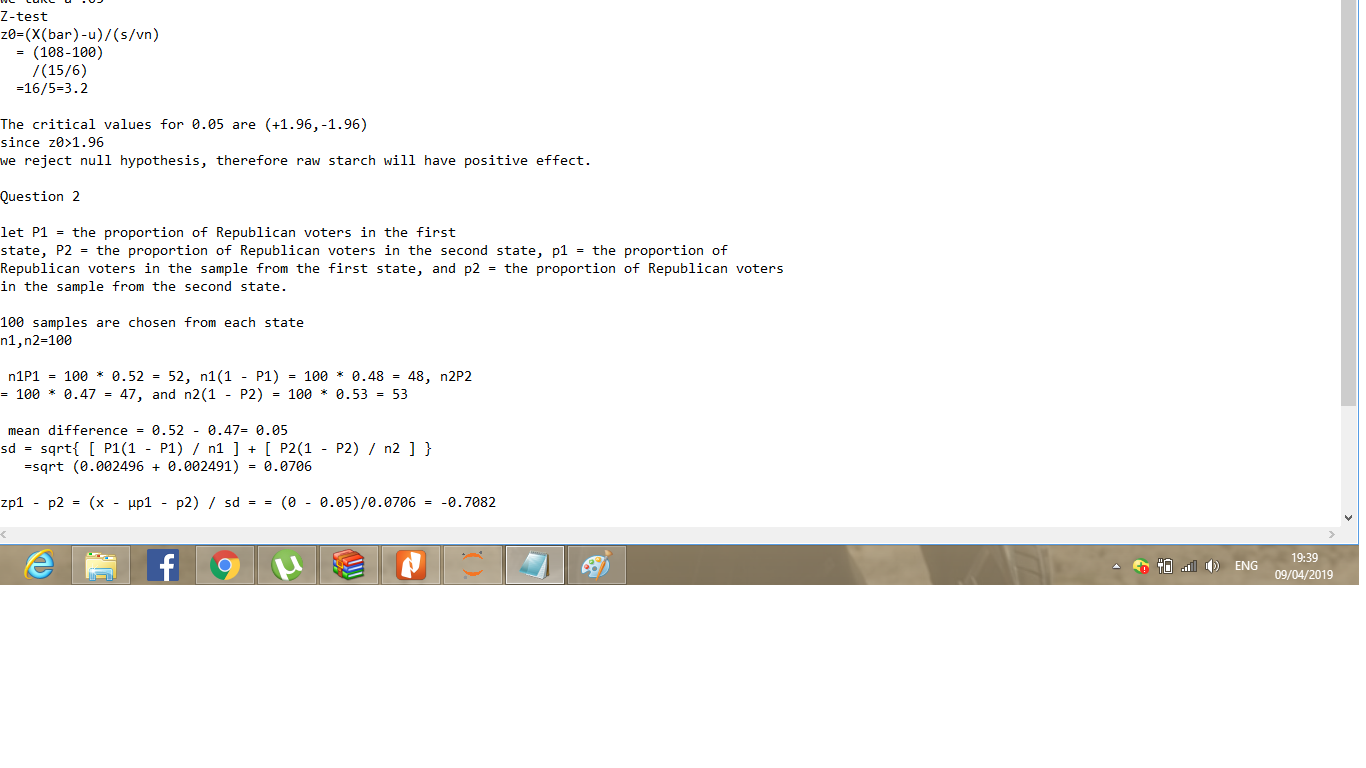 we take a .05
Z-test
z0=(X(bar)-u)/(s/vn)
= (108-100)
/(15/6)
=16/5=3.2
The critical values for 0.05 are (+1.96,-1.96)
since z0>1.96
we reject null hypothesis, therefore raw starch will have positive effect.
Question 2
let P1 = the proportion of Republican voters in the first
state, P2 = the proportion of Republican voters in the second state, p1 = the proportion of
Republican voters in the sample from the first state, and p2 = the proportion of Republican voters
in the sample from the second state.
100 samples are chosen from each state
n1,n2=100
n1P1 = 100 * 0.52 = 52, n1(1 - P1) = 100 * 0.48 = 48, n2P2
= 100 * 0.47 = 47, and n2(1 - P2) = 100 * 0.53 = 53
mean difference = 0.52 - 0.47= 0.05
sd = sqrt{ [ P1(1 - P1) / n1 ] + [ P2(1 - P2) / n2 ] }
=sqrt (0.002496 + 0.002491) = 0.0706
zp1 - p2 = (x - μp1 - p2) / sd = = (0 - 0.05)/0.0706 = -0.7082
ENG
19:39
09/04/2019